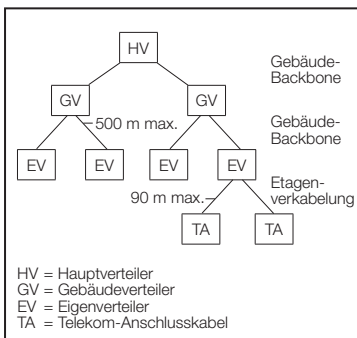 HV
Gebäude-
Backbone
GV
GV
500 m max.
Gebäude-
Backbone
EV
EV
EV
EV
Etagen-
verkabelung
90 m max.
TA
TA
HV = Hauptverteiler
GV = Gebäudeverteiler
EV = Eigenverteiler
TA = Telekom-Anschlusskabel